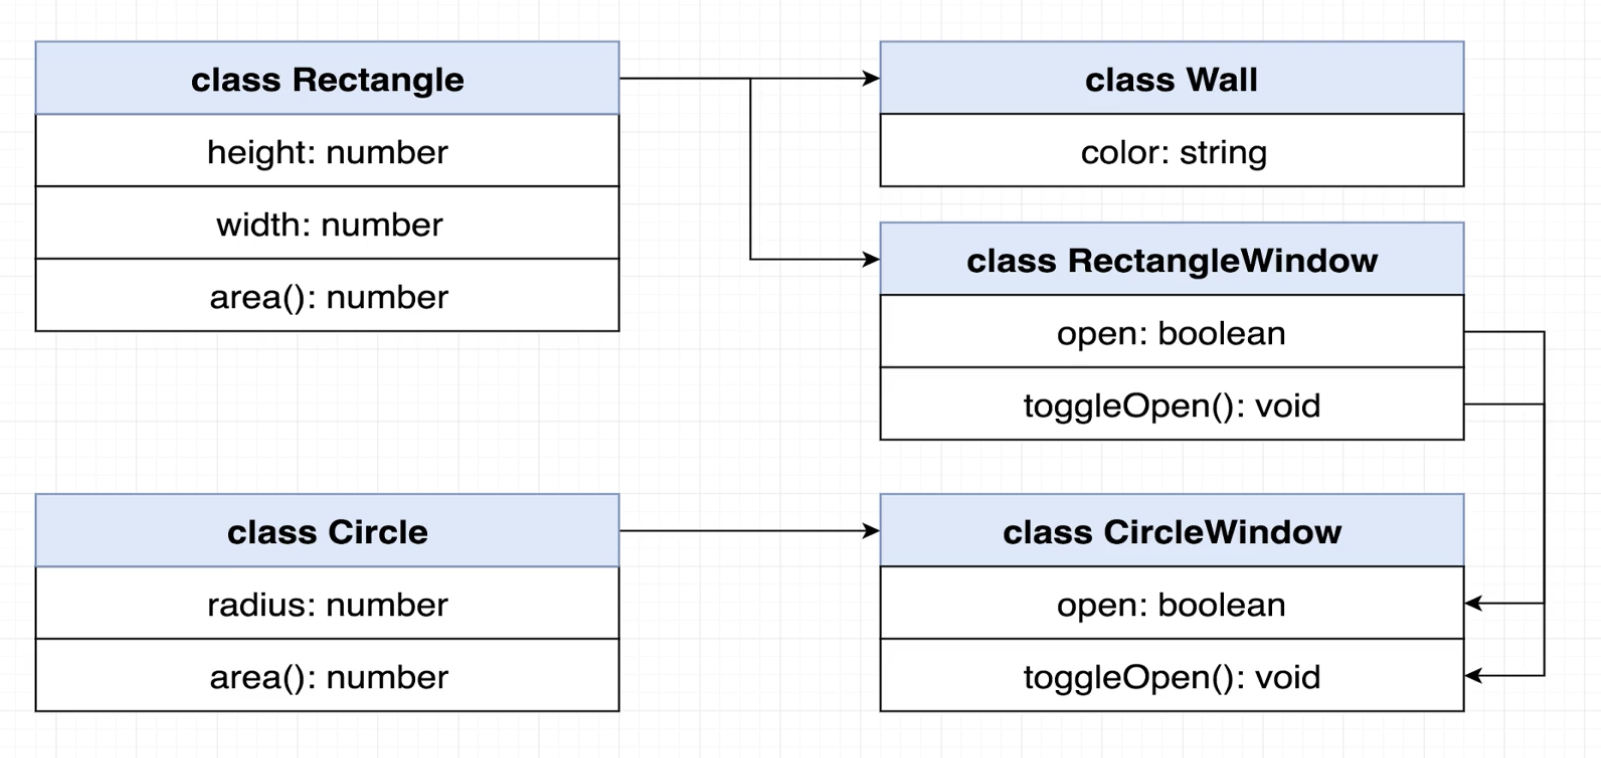 class Rectangle
height: number
width: number
area(): number
class Wall
color: string
class RectangleWindow
open: boolean
toggleOpen(): void
class Circle
radius: number
area(): number
class CircleWindow
open: boolean
toggleOpen(): void